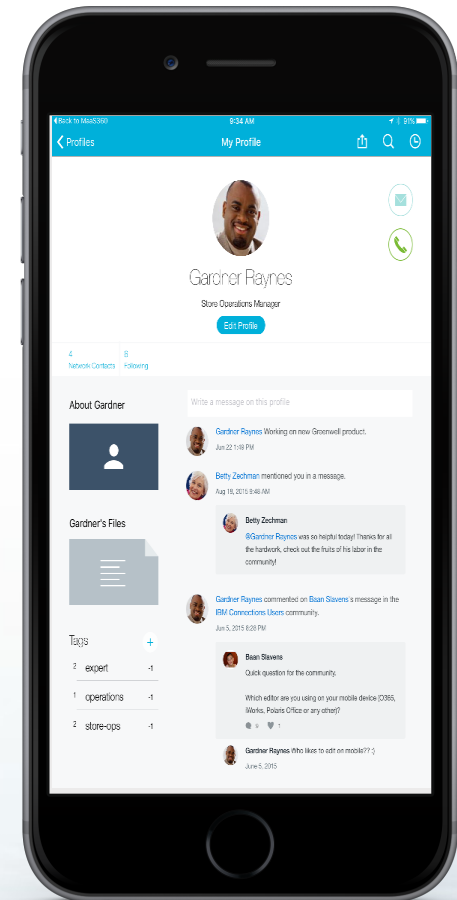 Back to MaaS360
9:34 AM
91%
Profiles
My Profile
Gardner Raynes
Store Operations Manager
Edit Profile
4
Network Contacts
6
Following
About Gardner
Gardner's Files
Tags
+
2 expert -1
1 operations -1
2 store-ops -1
Write a message on this profile
Gardner Raynes Working on new Greenwell product.
Jun 22 1:49 PM
Betty Zechman mentioned you in a message.
Aug 19, 2015 8:48 AM
Betty Zechman
@Gardner Raynes was so helpful today! Thanks for all
the hardwork, check out the fruits of his labor in the
community!
Gardner Raynes commented on Baan Slavens's message in the
IBM Connections Users community.
Jun 5, 2015 8:28 PM
Baan Slavens
Quick question for the community.
Which editor are you using on your mobile device (O365,
iWorks, Polaris Office or any other)?
1
Gardner Raynes Who likes to edit on mobile?? :)
June 5, 2015